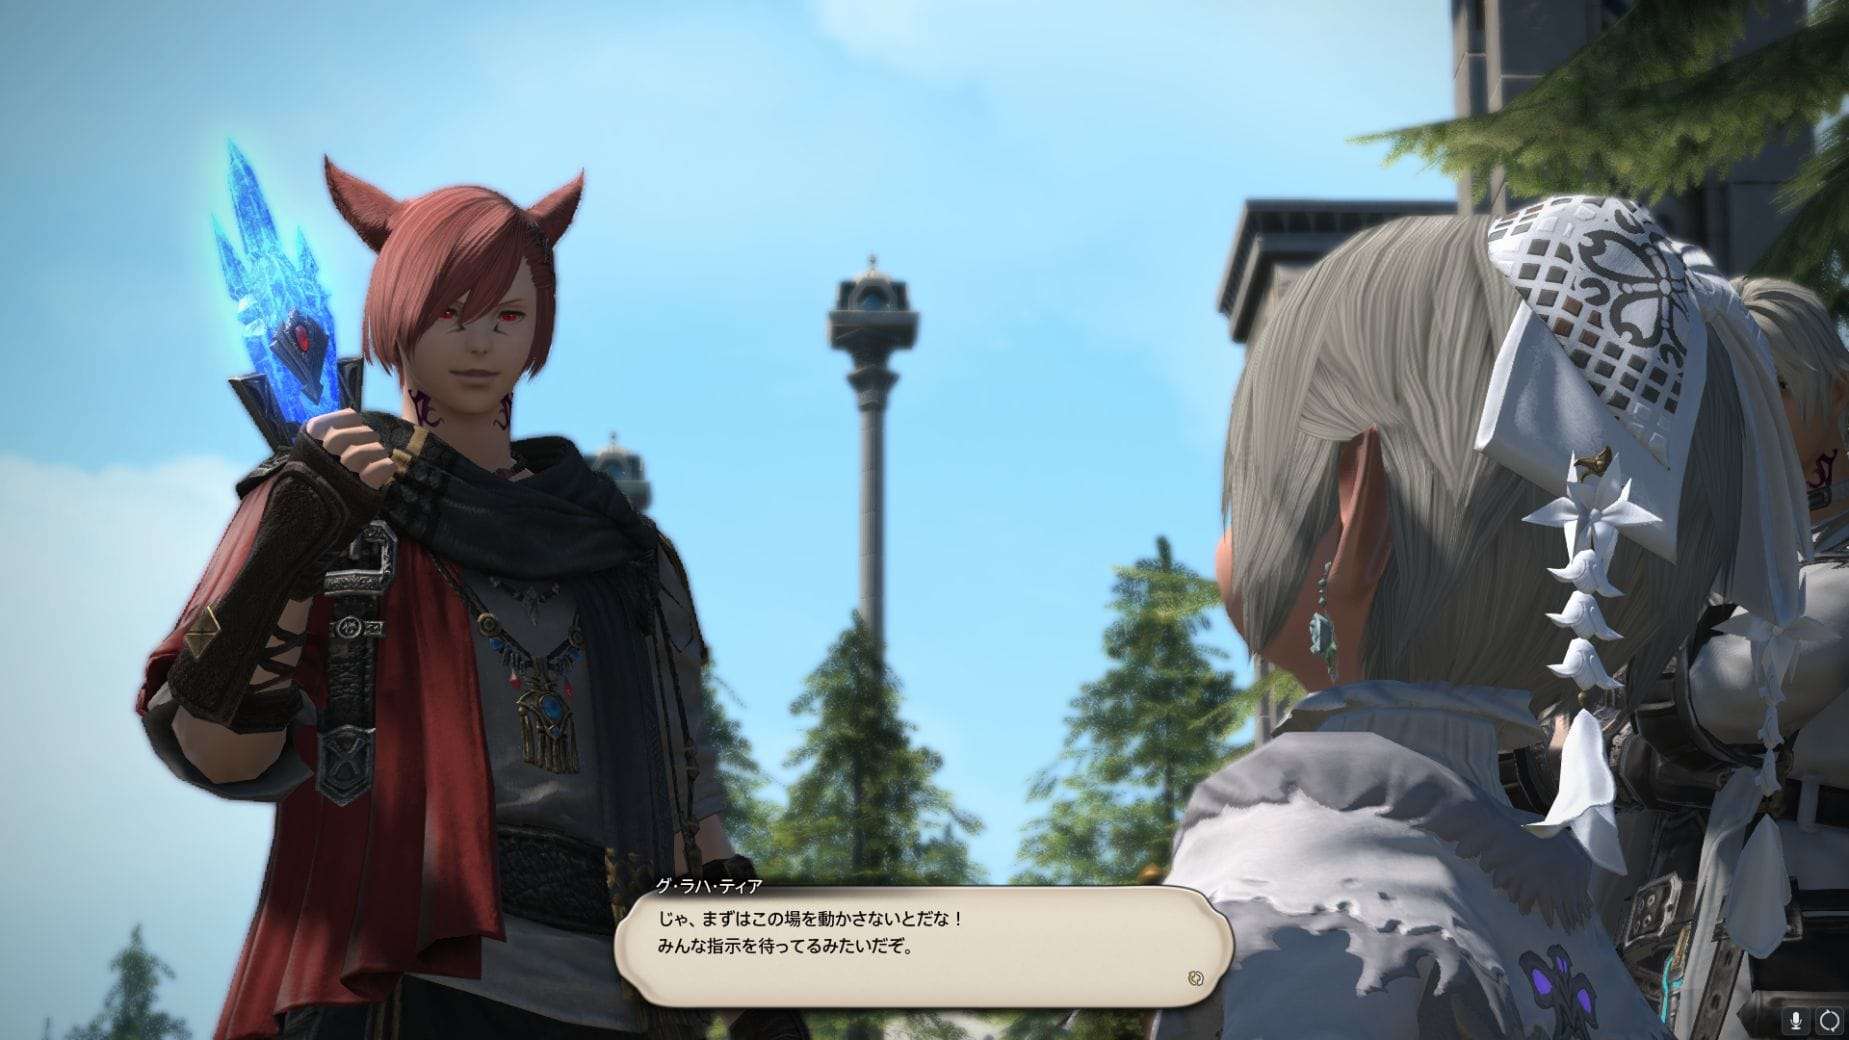 グ・ラハ・ティア
じゃ、まずはこの場を動かさないとだな！
みんな指示を待ってるみたいだぞ。